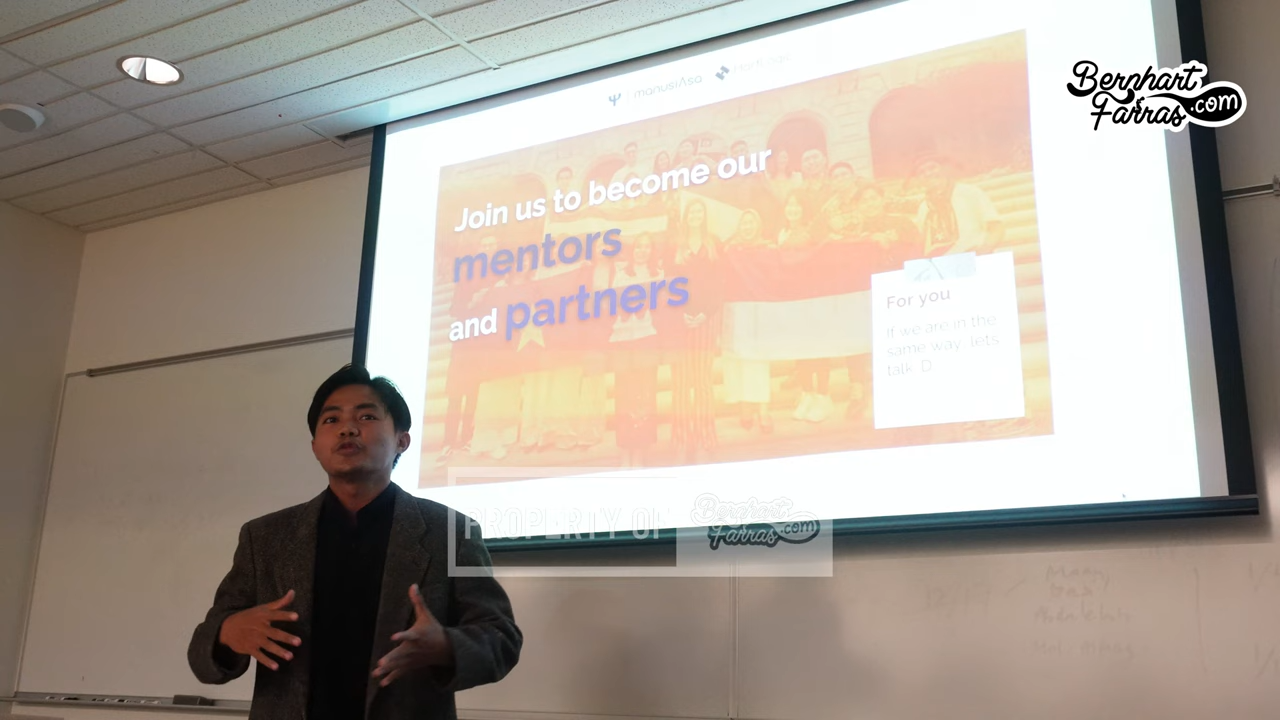 manusiAsa
Bernhart
& Farras.com
Join us to become our
mentors
and partners
For you
If we are in the
same way, lets
talk :D
PROPERTY OF
Bernhart
& Farras.com